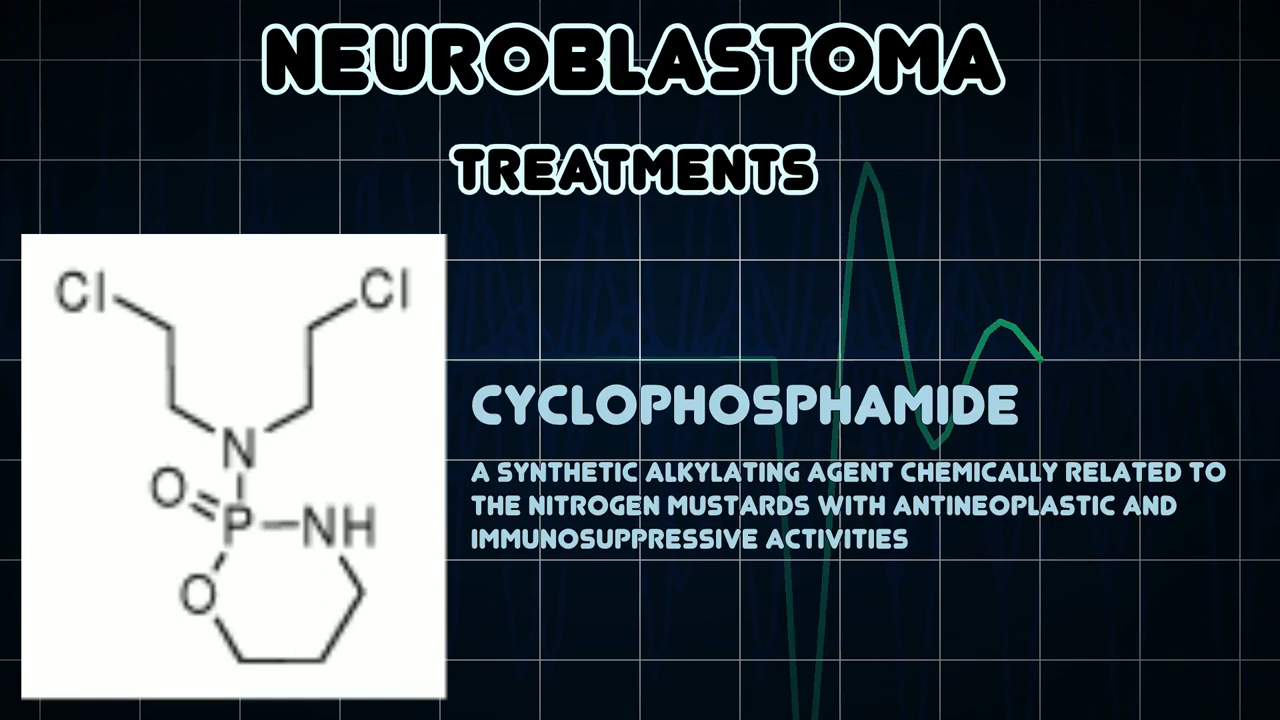 NEUROBLASTOMA
TREATMENTS
Cl Cl
N
O
P NH
O
CYCLOPHOSPHAMIDE
A SYNTHETIC ALKYLATING AGENT CHEMICALLY RELATED TO
THE NITROGEN MUSTARDS WITH ANTINEOPLASTIC AND
IMMUNOSUPPRESSIVE ACTIVITIES